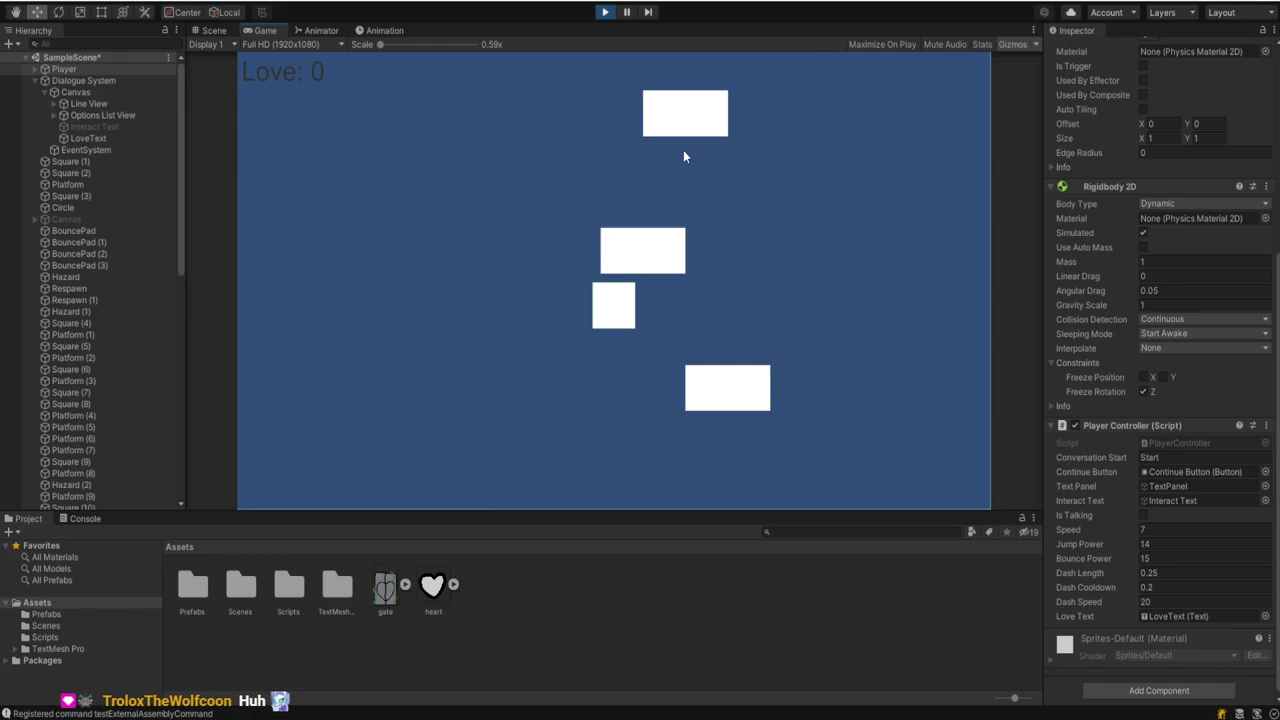 Center
Local
Account
Layers
Layout
Hierarchy
Scene
Game
Animator
Animation
Inspector
All
Display 1
Full HD (1920x1080)
Scale
0.59x
Maximize On Play
Mute Audio
Stats
Gizmos
SampleScene*
Player
Dialogue System
Canvas
Line View
Options List View
Interact Text
LoveText
EventSystem
Square (1)
Square (2)
Platform
Square (3)
Circle
Canvas
BouncePad
BouncePad (1)
BouncePad (2)
BouncePad (3)
Hazard
Respawn
Respawn (1)
Hazard (1)
Square (4)
Platform (1)
Square (5)
Platform (2)
Square (6)
Platform (3)
Square (7)
Square (8)
Platform (4)
Platform (5)
Platform (6)
Platform (7)
Square (9)
Platform (8)
Hazard (2)
Platform (9)
Square (10)
Love: 0
Material None (Physics Material 2D)
Is Trigger
Used By Effector
Used By Composite
Auto Tiling
Offset X 0 Y 0
Size X 1 Y 1
Edge Radius 0
Info
Rigidbody 2D
Body Type Dynamic
Material None (Physics Material 2D)
Simulated
Use Auto Mass
Mass 1
Linear Drag 0
Angular Drag 0.05
Gravity Scale 1
Collision Detection Continuous
Sleeping Mode Start Awake
Interpolate None
Constraints
Freeze Position X Y
Freeze Rotation Z
Info
Player Controller (Script)
Script PlayerController
Conversation Start Start
Continue Button Continue Button (Button)
Text Panel TextPanel
Interact Text Interact Text
Is Talking
Speed 7
Jump Power 14
Bounce Power 15
Dash Length 0.25
Dash Cooldown 0.2
Dash Speed 20
Love Text LoveText (Text)
Sprites-Default (Material)
Shader Sprites/Default Edit...
Add Component
Project
Console
19
Favorites
All Materials
All Models
All Prefabs
Assets
Prefabs
Scenes
Scripts
TextMesh Pro
Packages
Assets
Prefabs
Scenes
Scripts
TextMesh...
gate
heart
TroloxTheWolfcoon Huh
Registered command testExternalAssemblyCommand